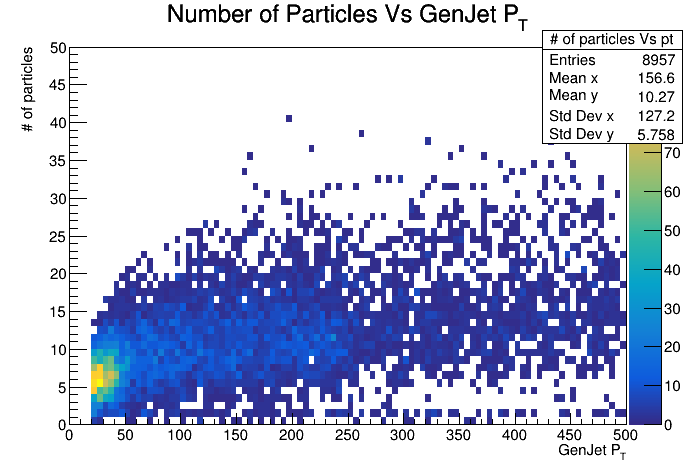 Number of Particles Vs GenJet P_T
# of particles Vs pt
Entries 8957
Mean x 156.6
Mean y 10.27
Std Dev x 127.2
Std Dev y 5.758
# of particles
50
45
40
35
30
25
20
15
10
5
0
0 50 100 150 200 250 300 350 400 450 500
GenJet P_T
70
60
50
40
30
20
10
0